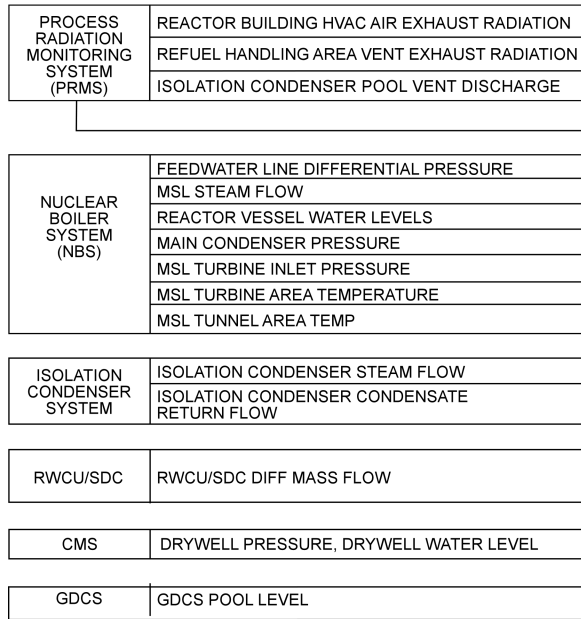 PROCESS
RADIATION
MONITORING
SYSTEM
(PRMS)
REACTOR BUILDING HVAC AIR EXHAUST RADIATION
REFUEL HANDLING AREA VENT EXHAUST RADIATION
ISOLATION CONDENSER POOL VENT DISCHARGE
NUCLEAR
BOILER
SYSTEM
(NBS)
FEEDWATER LINE DIFFERENTIAL PRESSURE
MSL STEAM FLOW
REACTOR VESSEL WATER LEVELS
MAIN CONDENSER PRESSURE
MSL TURBINE INLET PRESSURE
MSL TURBINE AREA TEMPERATURE
MSL TUNNEL AREA TEMP
ISOLATION
CONDENSER
SYSTEM
ISOLATION CONDENSER STEAM FLOW
ISOLATION CONDENSER CONDENSATE
RETURN FLOW
RWCU/SDC
RWCU/SDC DIFF MASS FLOW
CMS
DRYWELL PRESSURE, DRYWELL WATER LEVEL
GDCS
GDCS POOL LEVEL